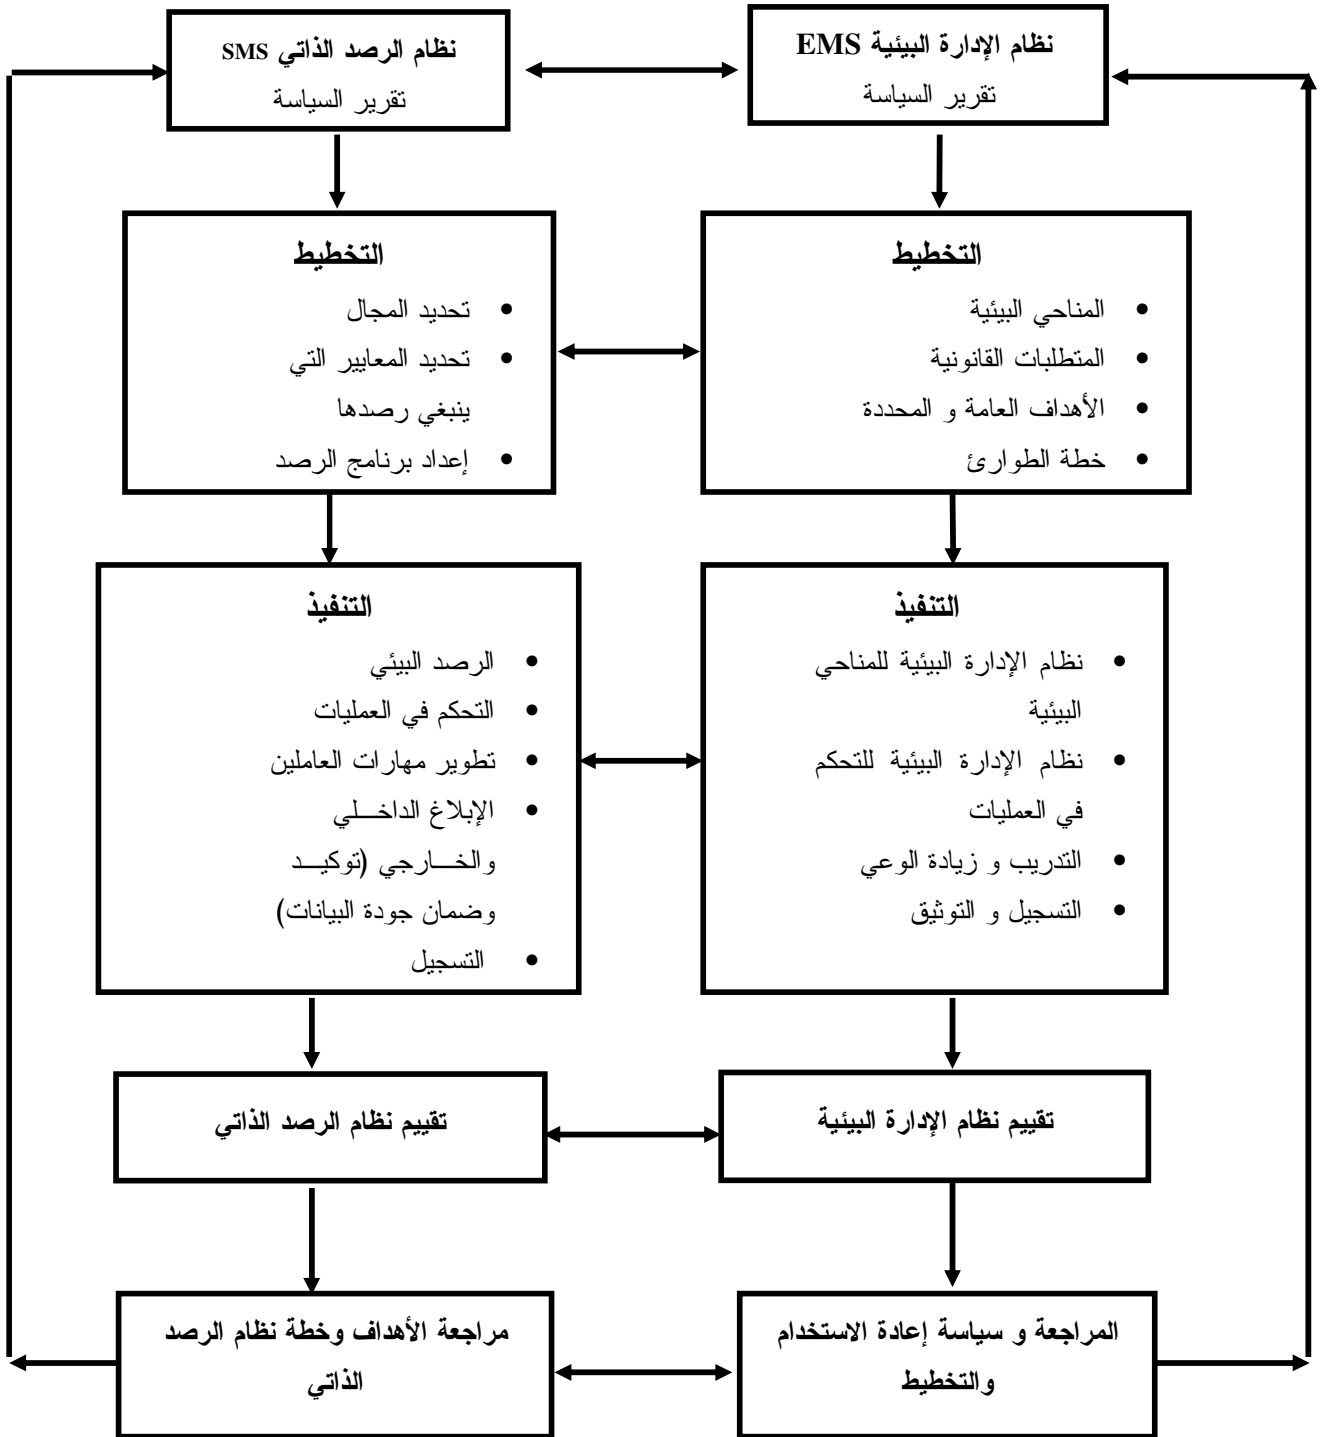 نظام الإدارة البيئية EMS
تقرير السياسة
نظام الرصد الذاتي SMS
تقرير السياسة
التخطيط
• المناحي البيئية
• المتطلبات القانونية
• الأهداف العامة و المحددة
• خطة الطوارئ
التخطيط
• تحديد المجال
• تحديد المعايير التي
ينبغي رصدها
• إعداد برنامج الرصد
التنفيذ
• نظام الإدارة البيئية للمناحي
البيئية
• نظام الإدارة البيئية للتحكم
في العمليات
• التدريب و زيادة الوعي
• التسجيل و التوثيق
التنفيذ
• الرصد البيئي
• التحكم في العمليات
• تطوير مهارات العاملين
• الإبلاغ الداخلي
والخارجي (توكيد
وضمان جودة البيانات)
• التسجيل
تقييم نظام الإدارة البيئية
تقييم نظام الرصد الذاتي
المراجعة و سياسة إعادة الاستخدام
والتخطيط
مراجعة الأهداف وخطة نظام الرصد
الذاتي